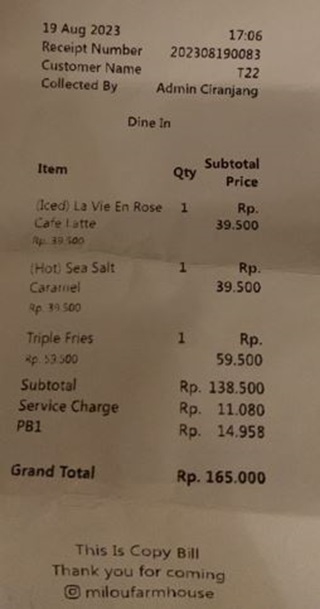 19 Aug 2023 17:06
Receipt Number 202308190083
Customer Name T22
Collected By Admin Ciranjang
Dine In
Item Qty Subtotal Price
(Iced) La Vie En Rose 1 Rp.
Cafe Latte 39.500
Rp. 39.500
(Hot) Sea Salt 1 Rp.
Caramel 39.500
Rp. 39.500
Triple Fries 1 Rp.
Rp. 59.500 59.500
Subtotal Rp. 138.500
Service Charge Rp. 11.080
PB1 Rp. 14.958
Grand Total Rp. 165.000
This Is Copy Bill
Thank you for coming
miloufarmhouse